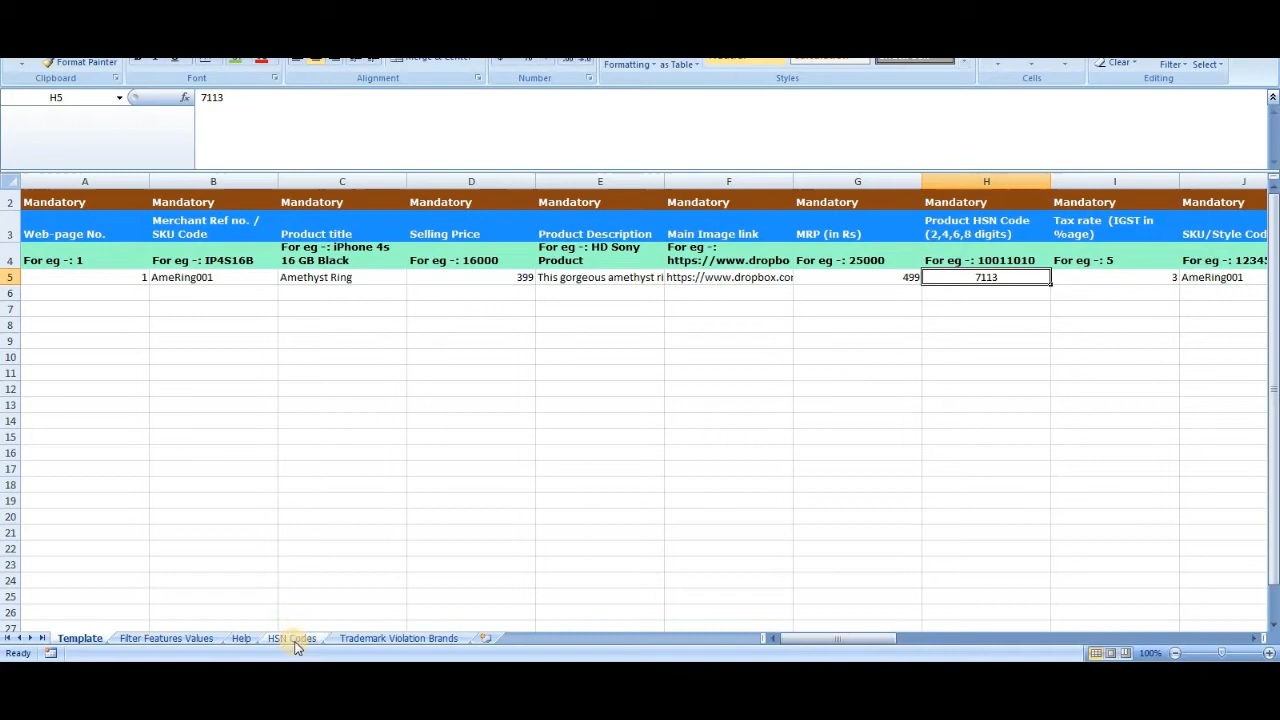 Format Painter
Merge & Center
Formatting
as Table
Clear
Filter
Select
Clipboard
Font
Alignment
Number
Styles
Cells
Editing
H5
fx
7113
A B C D E F G H I J
2 Mandatory Mandatory Mandatory Mandatory Mandatory Mandatory Mandatory Mandatory Mandatory Mandatory
Merchant Ref no. / Product HSN Code Tax rate (IGST in
3 Web-page No. SKU Code Product title Selling Price Product Description Main Image link MRP (in Rs) (2,4,6,8 digits) %age) SKU/Style Cod
For eg -: iPhone 4s For eg -: HD Sony For eg -:
4 For eg -: 1 For eg -: IP4S16B 16 GB Black For eg -: 16000 Product https://www.dropbo For eg -: 25000 For eg -: 10011010 For eg -: 5 For eg -: 12345
5 1 AmeRing001 Amethyst Ring 399 This gorgeous amethyst ri https://www.dropbox.cor 499 7113 3 AmeRing001
6
7
8
9
10
11
12
13
14
15
16
17
18
19
20
21
22
23
24
25
26
27
Template Filter Features Values Help HSN Codes Trademark Violation Brands
Ready 100%